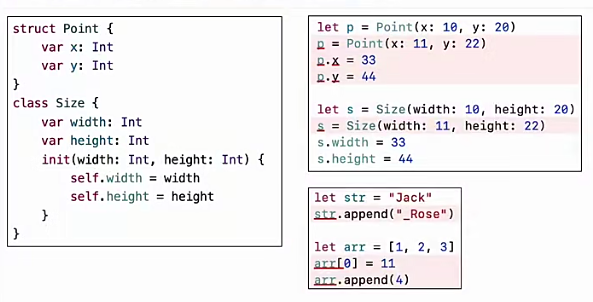 struct Point {
    var x: Int
    var y: Int
}
class Size {
    var width: Int
    var height: Int
    init(width: Int, height: Int) {
        self.width = width
        self.height = height
    }
}
let p = Point(x: 10, y: 20)
p = Point(x: 11, y: 22)
p.x = 33
p.y = 44

let s = Size(width: 10, height: 20)
s = Size(width: 11, height: 22)
s.width = 33
s.height = 44

let str = "Jack"
str.append("_Rose")

let arr = [1, 2, 3]
arr[0] = 11
arr.append(4)